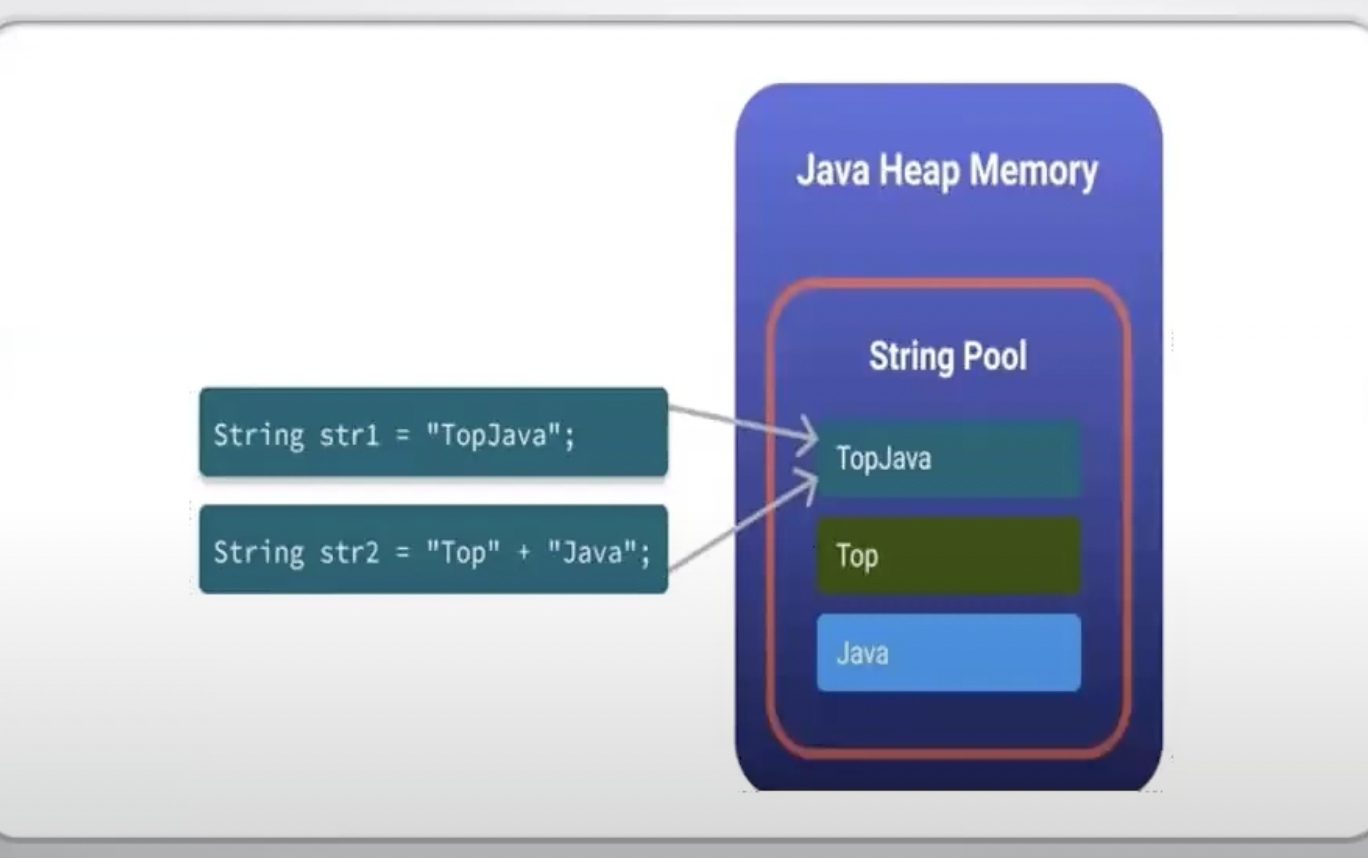 Java Heap Memory
String Pool
String str1 = "TopJava";
String str2 = "Top" + "Java";
TopJava
Top
Java